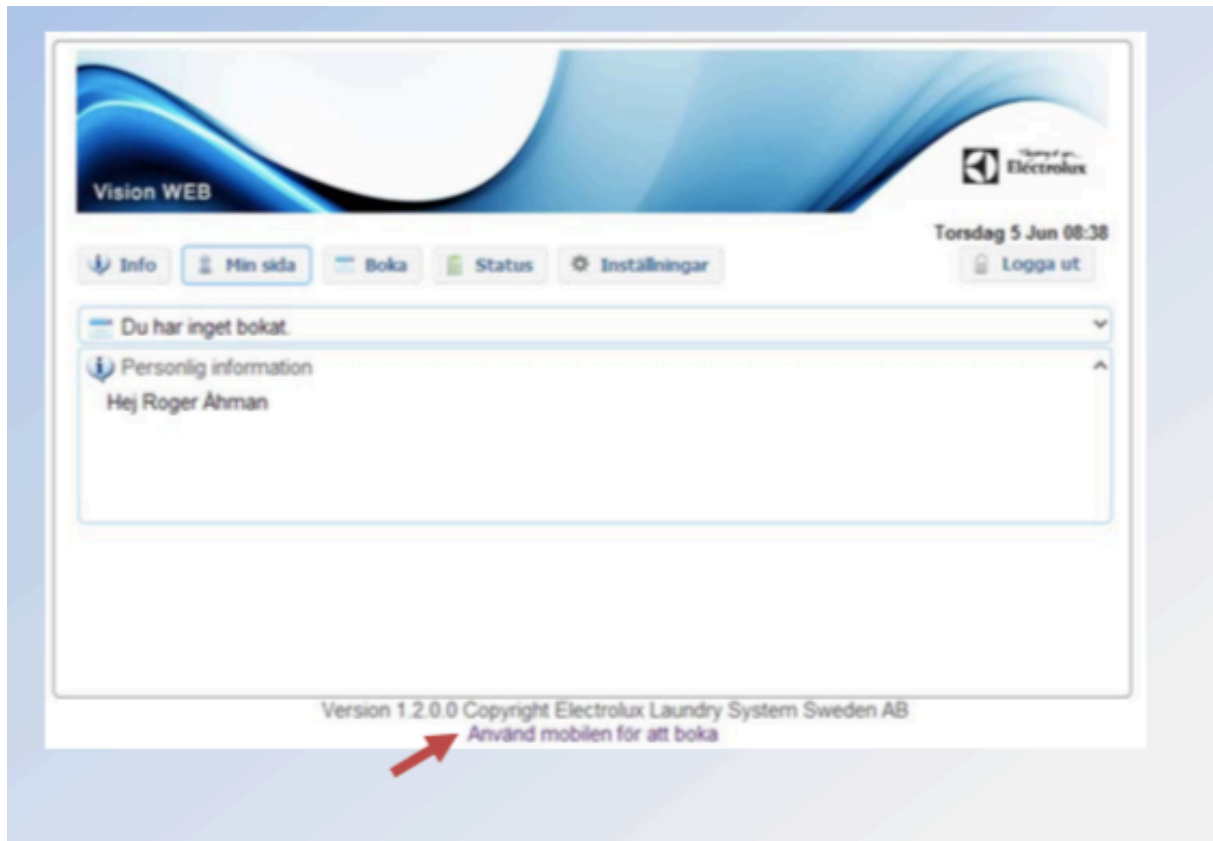 Vision WEB
Electrolux
Torsdag 5 Jun 08:38
Info
Min sida
Boka
Status
Inställningar
Logga ut
Du har inget bokat.
Personlig information
Hej Roger Åhman
Version 1.2.0.0 Copyright Electrolux Laundry System Sweden AB
Använd mobilen för att boka